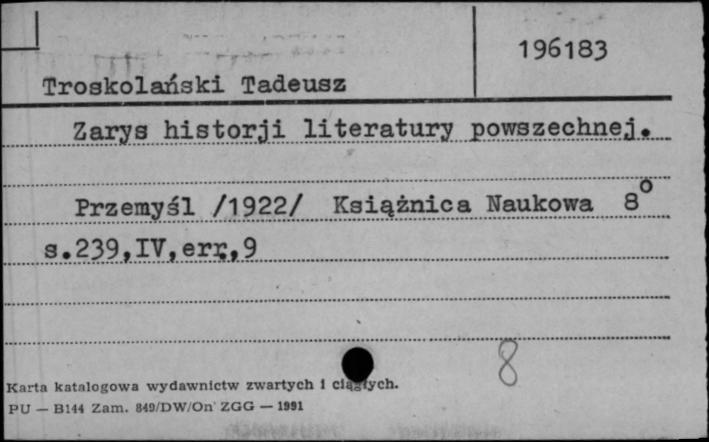 196183
Troskolański Tadeusz
Zarys historji literatury powszechnej.
Przemyśl /1922/ Książnica Naukowa 8°
s.239,IV,err,9
8
Karta katalogowa wydawnictw zwartych i ciągłych.
PU — B144 Zam. 849/DW/On' ZGG — 1991